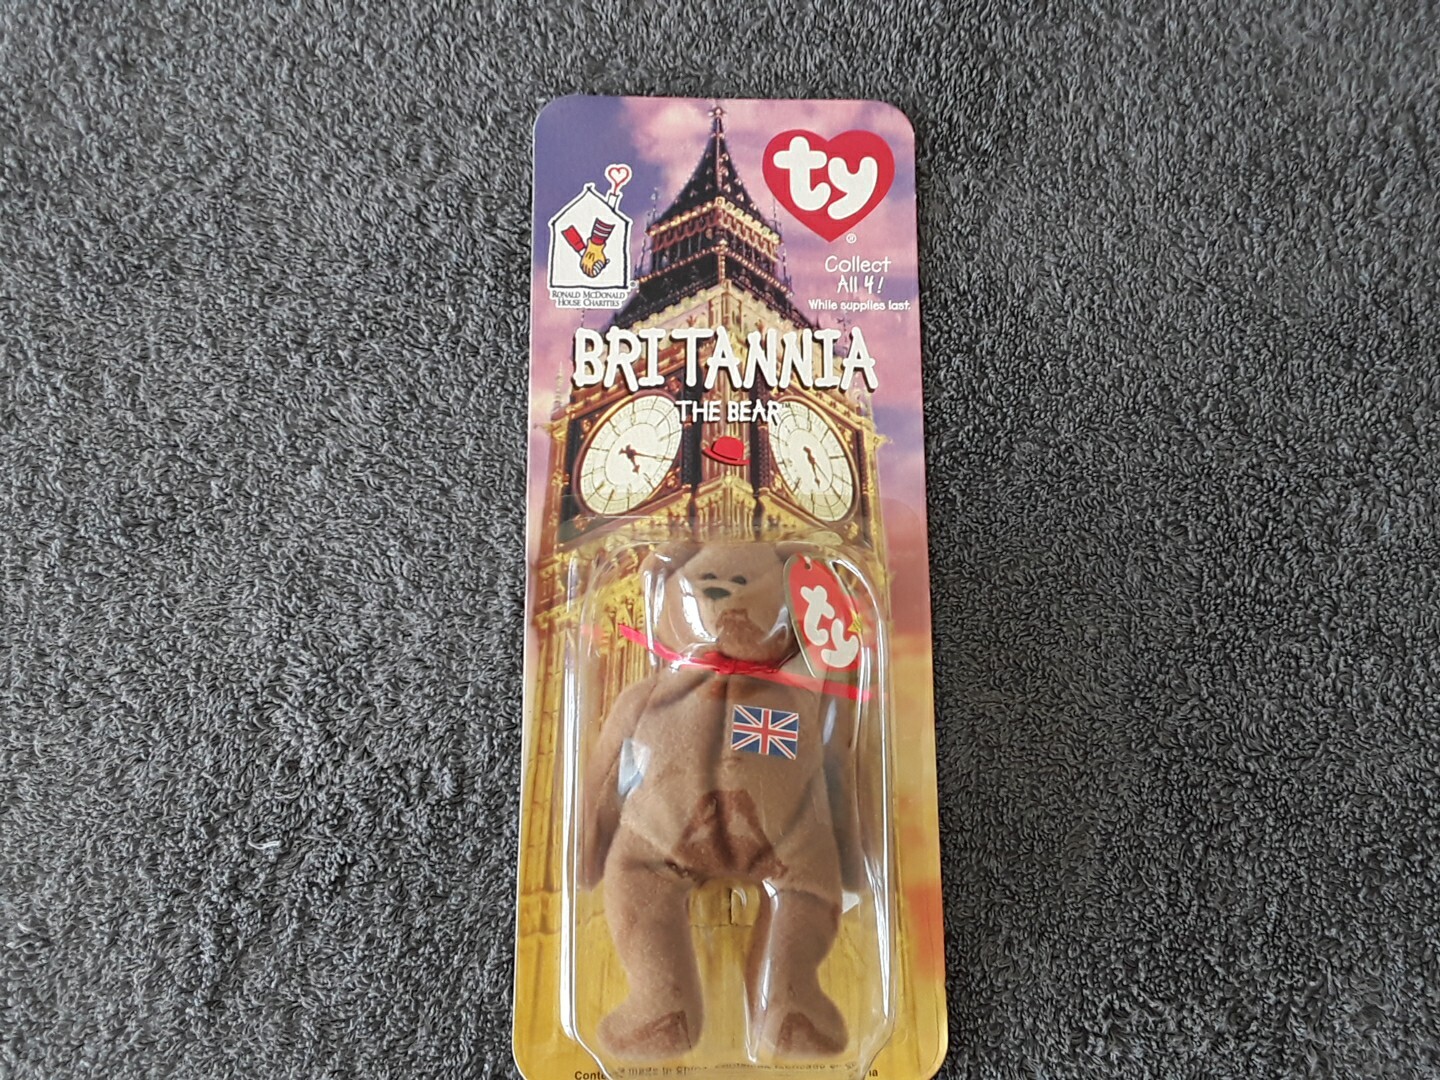 ty
®
Collect
All 4!
While supplies last.
RONALD MCDONALD
HOUSE CHARITIES
BRITANNIA
THE BEAR
ty